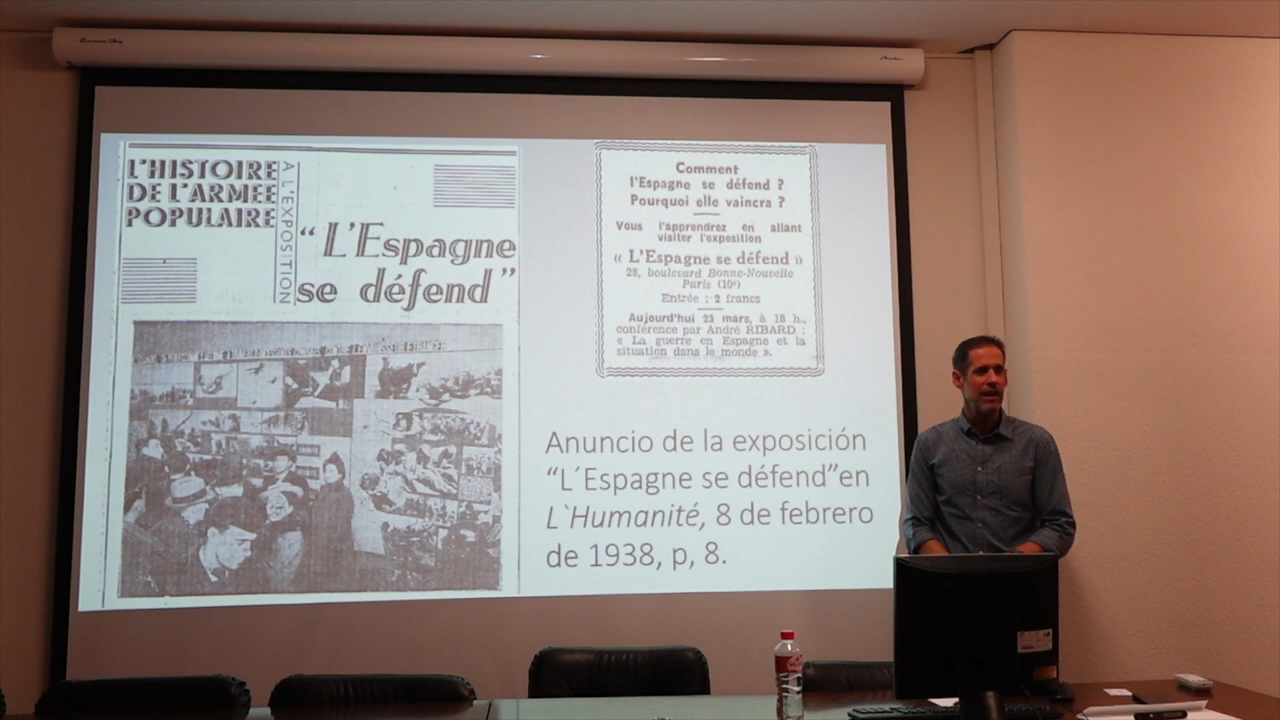 L'HISTOIRE
DE L'ARMÉE
POPULAIRE
A L'EXPOSITION
“ L'Espagne
se défend ”
Comment
l'Espagne se défend ?
Pourquoi elle vaincra ?
Vous l'apprendrez en allant
visiter l'exposition
« L'Espagne se défend »
28, boulevard Bonne-Nouvelle
Paris (10e)
Entrée : 2 francs
Aujourd'hui 23 mars, à 18 h.,
conférence par André RIBARD :
« La guerre en Espagne et la
situation dans le monde ».
Anuncio de la exposición
“L´Espagne se défend”en
L`Humanité, 8 de febrero
de 1938, p, 8.